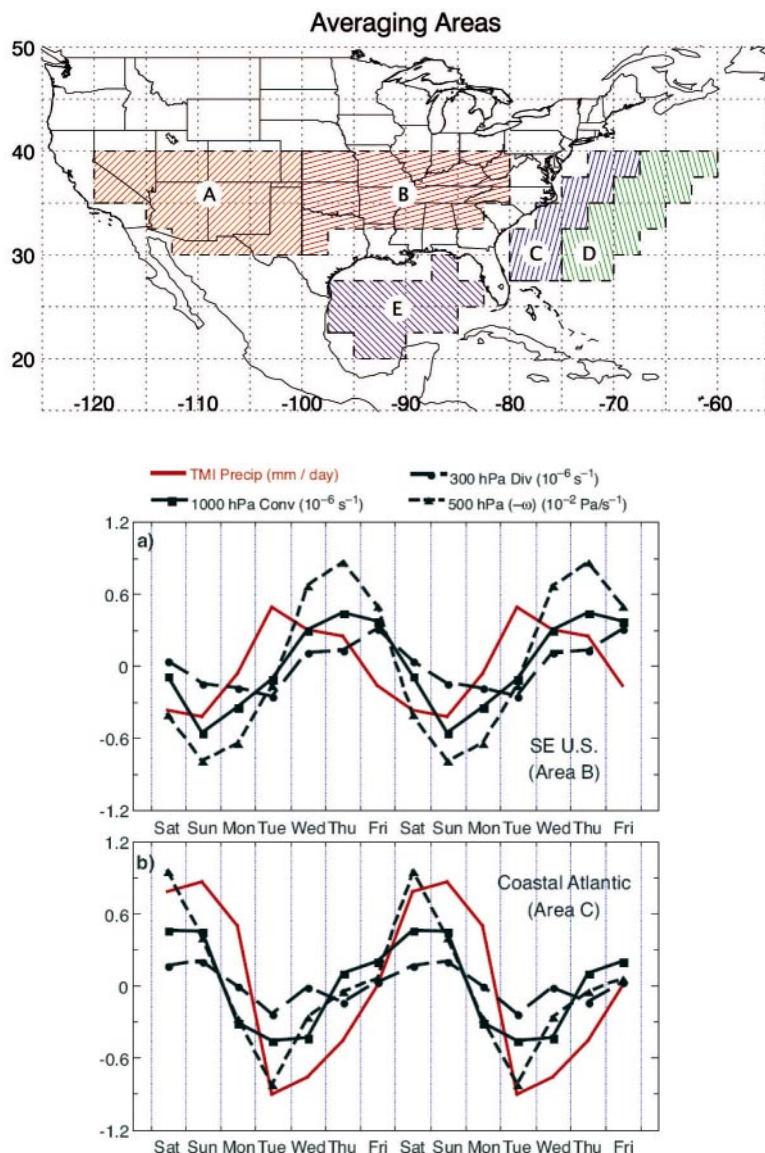 Averaging Areas
50
40
A
B
30
C
D
E
20
-120 -110 -100 -90 -80 -70 -60
TMI Precip (mm / day)
300 hPa Div (10⁻⁶ s⁻¹)
1000 hPa Conv (10⁻⁶ s⁻¹)
500 hPa (−ω) (10⁻² Pa/s⁻¹)
1.2
a)
0.6
0
-0.6
SE U.S.
(Area B)
-1.2
Sat Sun Mon Tue Wed Thu Fri Sat Sun Mon Tue Wed Thu Fri
1.2
b)
Coastal Atlantic
(Area C)
0.6
0
-0.6
-1.2
Sat Sun Mon Tue Wed Thu Fri Sat Sun Mon Tue Wed Thu Fri